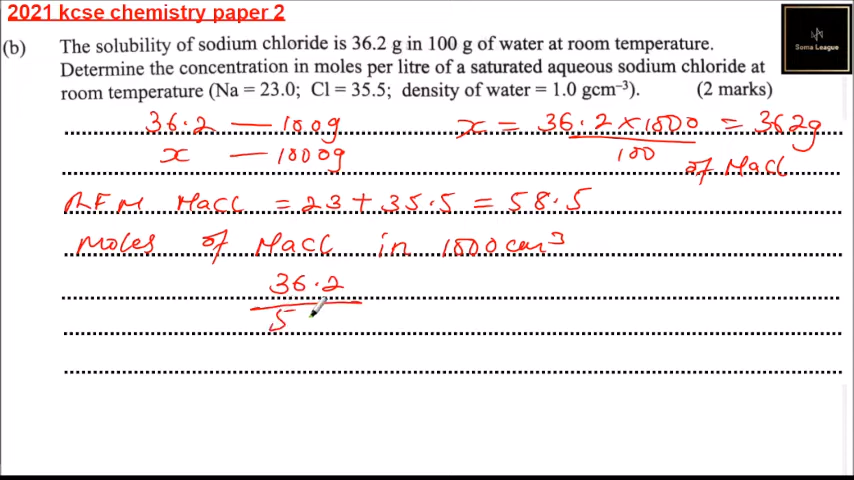 2021 kcse chemistry paper 2
Suma League
(b) The solubility of sodium chloride is 36.2 g in 100 g of water at room temperature.
Determine the concentration in moles per litre of a saturated aqueous sodium chloride at
room temperature (Na = 23.0; Cl = 35.5; density of water = 1.0 gcm⁻³). (2 marks)
36.2 — 100g x = 36.2 x 1000 = 362g
x — 1000g 100 of NaCl
RFM NaCl = 23 + 35.5 = 58.5
moles of NaCl in 1000 cm³
36.2
5